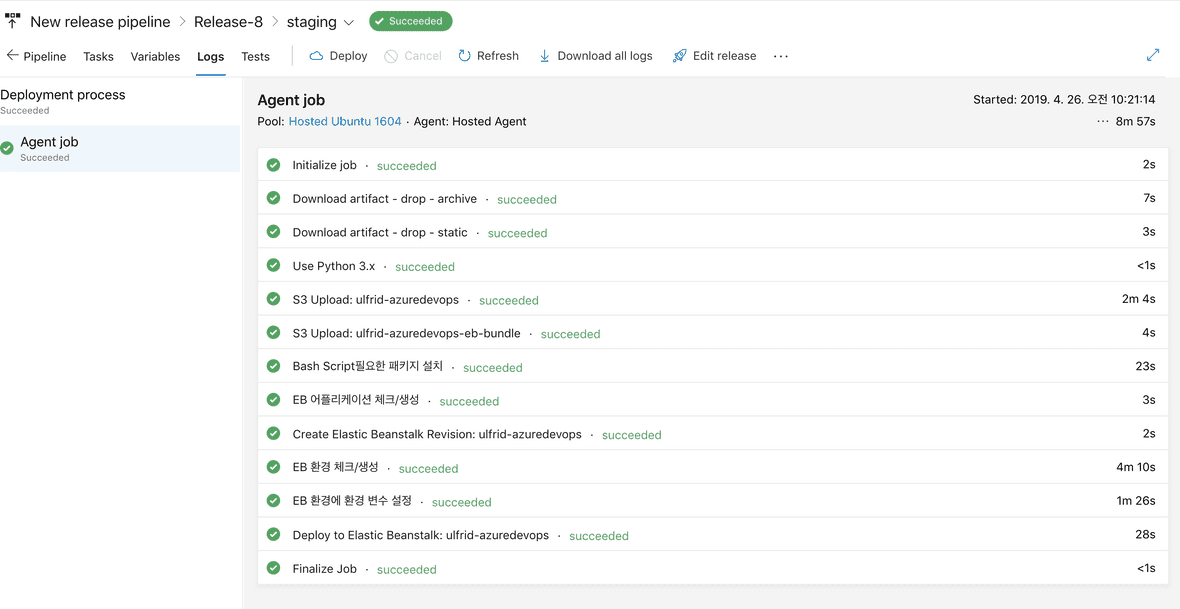 New release pipeline > Release-8 > staging Succeeded
Pipeline Tasks Variables Logs Tests Deploy Cancel Refresh Download all logs Edit release ...
Deployment process
Succeeded
Agent job
Succeeded
Agent job
Started: 2019. 4. 26. 오전 10:21:14
Pool: Hosted Ubuntu 1604 · Agent: Hosted Agent
... 8m 57s
Initialize job · succeeded 2s
Download artifact - drop - archive · succeeded 7s
Download artifact - drop - static · succeeded 3s
Use Python 3.x · succeeded <1s
S3 Upload: ulfrid-azuredevops · succeeded 2m 4s
S3 Upload: ulfrid-azuredevops-eb-bundle · succeeded 4s
Bash Script필요한 패키지 설치 · succeeded 23s
EB 어플리케이션 체크/생성 · succeeded 3s
Create Elastic Beanstalk Revision: ulfrid-azuredevops · succeeded 2s
EB 환경 체크/생성 · succeeded 4m 10s
EB 환경에 환경 변수 설정 · succeeded 1m 26s
Deploy to Elastic Beanstalk: ulfrid-azuredevops · succeeded 28s
Finalize Job · succeeded <1s